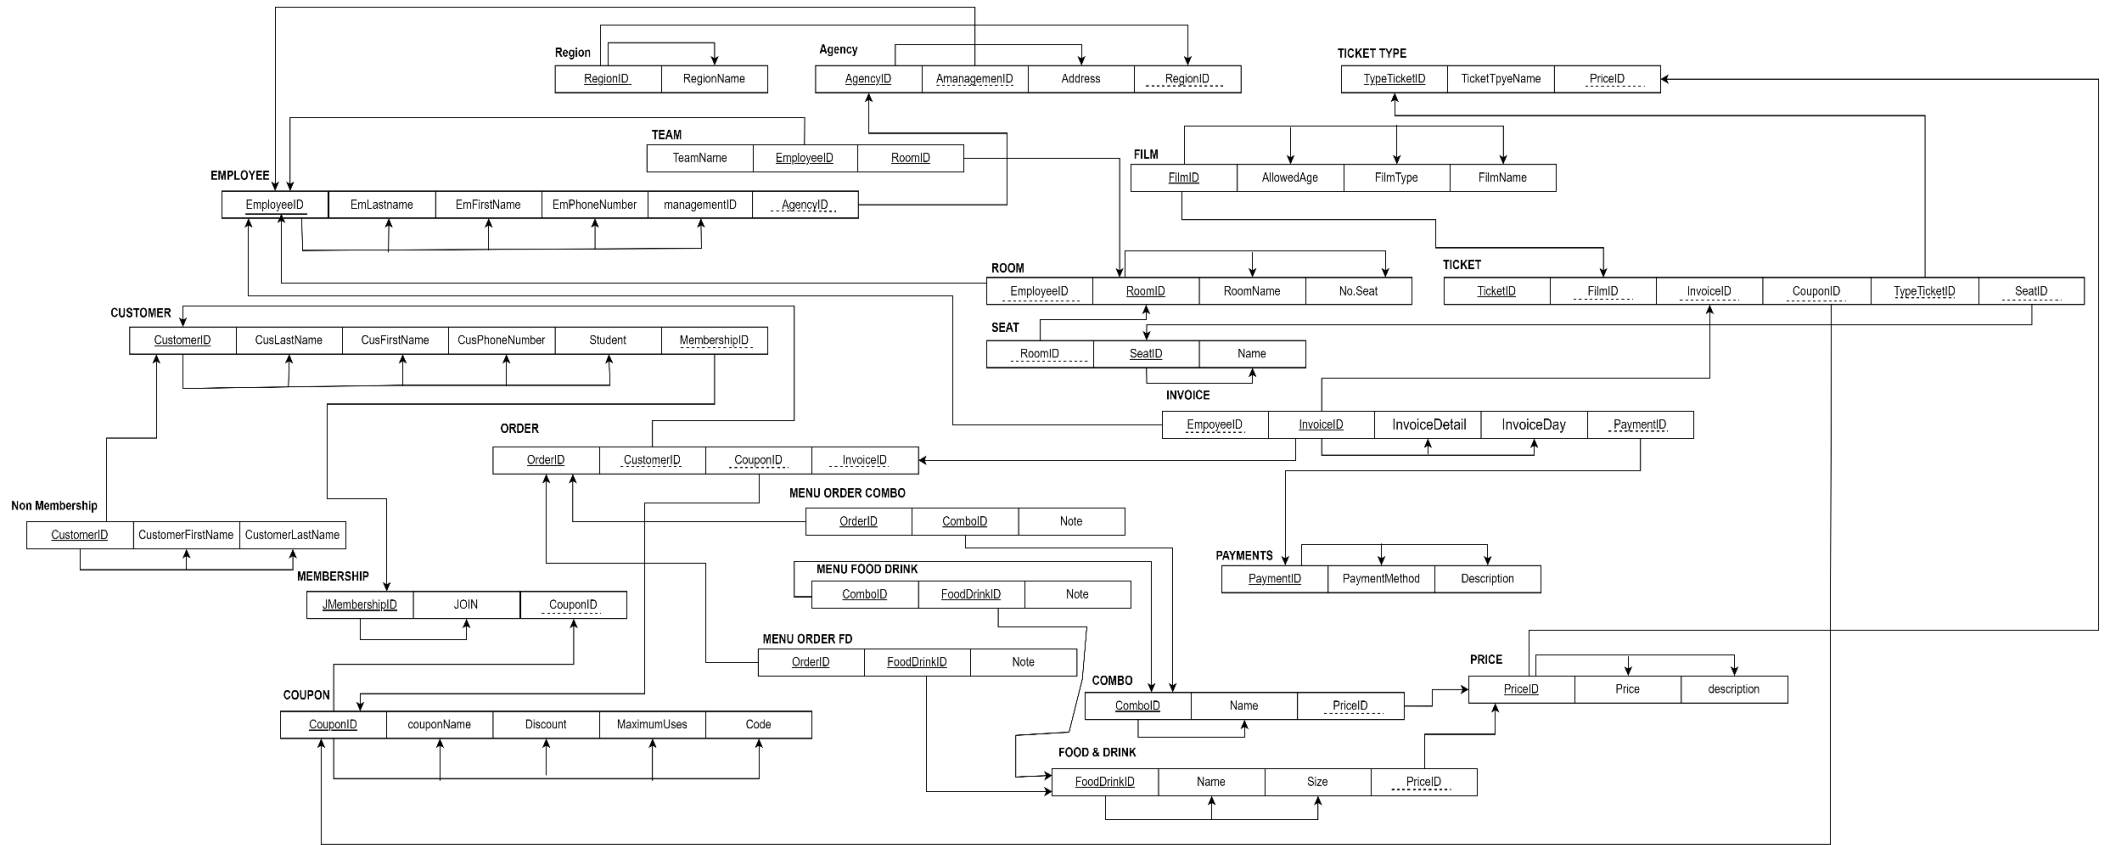 Region
RegionID RegionName
Agency
AgencyID AmanagemenID Address RegionID
TICKET TYPE
TypeTicketID TicketTpyeName PriceID
TEAM
TeamName EmployeeID RoomID
FILM
FilmID AllowedAge FilmType FilmName
EMPLOYEE
EmployeeID EmLastname EmFirstName EmPhoneNumber managementID AgencyID
ROOM
EmployeeID RoomID RoomName No.Seat
TICKET
TicketID FilmID InvoiceID CouponID TypeTicketID SeatID
CUSTOMER
CustomerID CusLastName CusFirstName CusPhoneNumber Student MembershipID
SEAT
RoomID SeatID Name
INVOICE
EmpoyeeID InvoiceID InvoiceDetail InvoiceDay PaymentID
ORDER
OrderID CustomerID CouponID InvoiceID
MENU ORDER COMBO
OrderID ComboID Note
Non Membership
CustomerID CustomerFirstName CustomerLastName
PAYMENTS
PaymentID PaymentMethod Description
MENU FOOD DRINK
ComboID FoodDrinkID Note
MEMBERSHIP
JMembershipID JOIN CouponID
MENU ORDER FD
OrderID FoodDrinkID Note
PRICE
PriceID Price description
COMBO
ComboID Name PriceID
COUPON
CouponID couponName Discount MaximumUses Code
FOOD & DRINK
FoodDrinkID Name Size PriceID